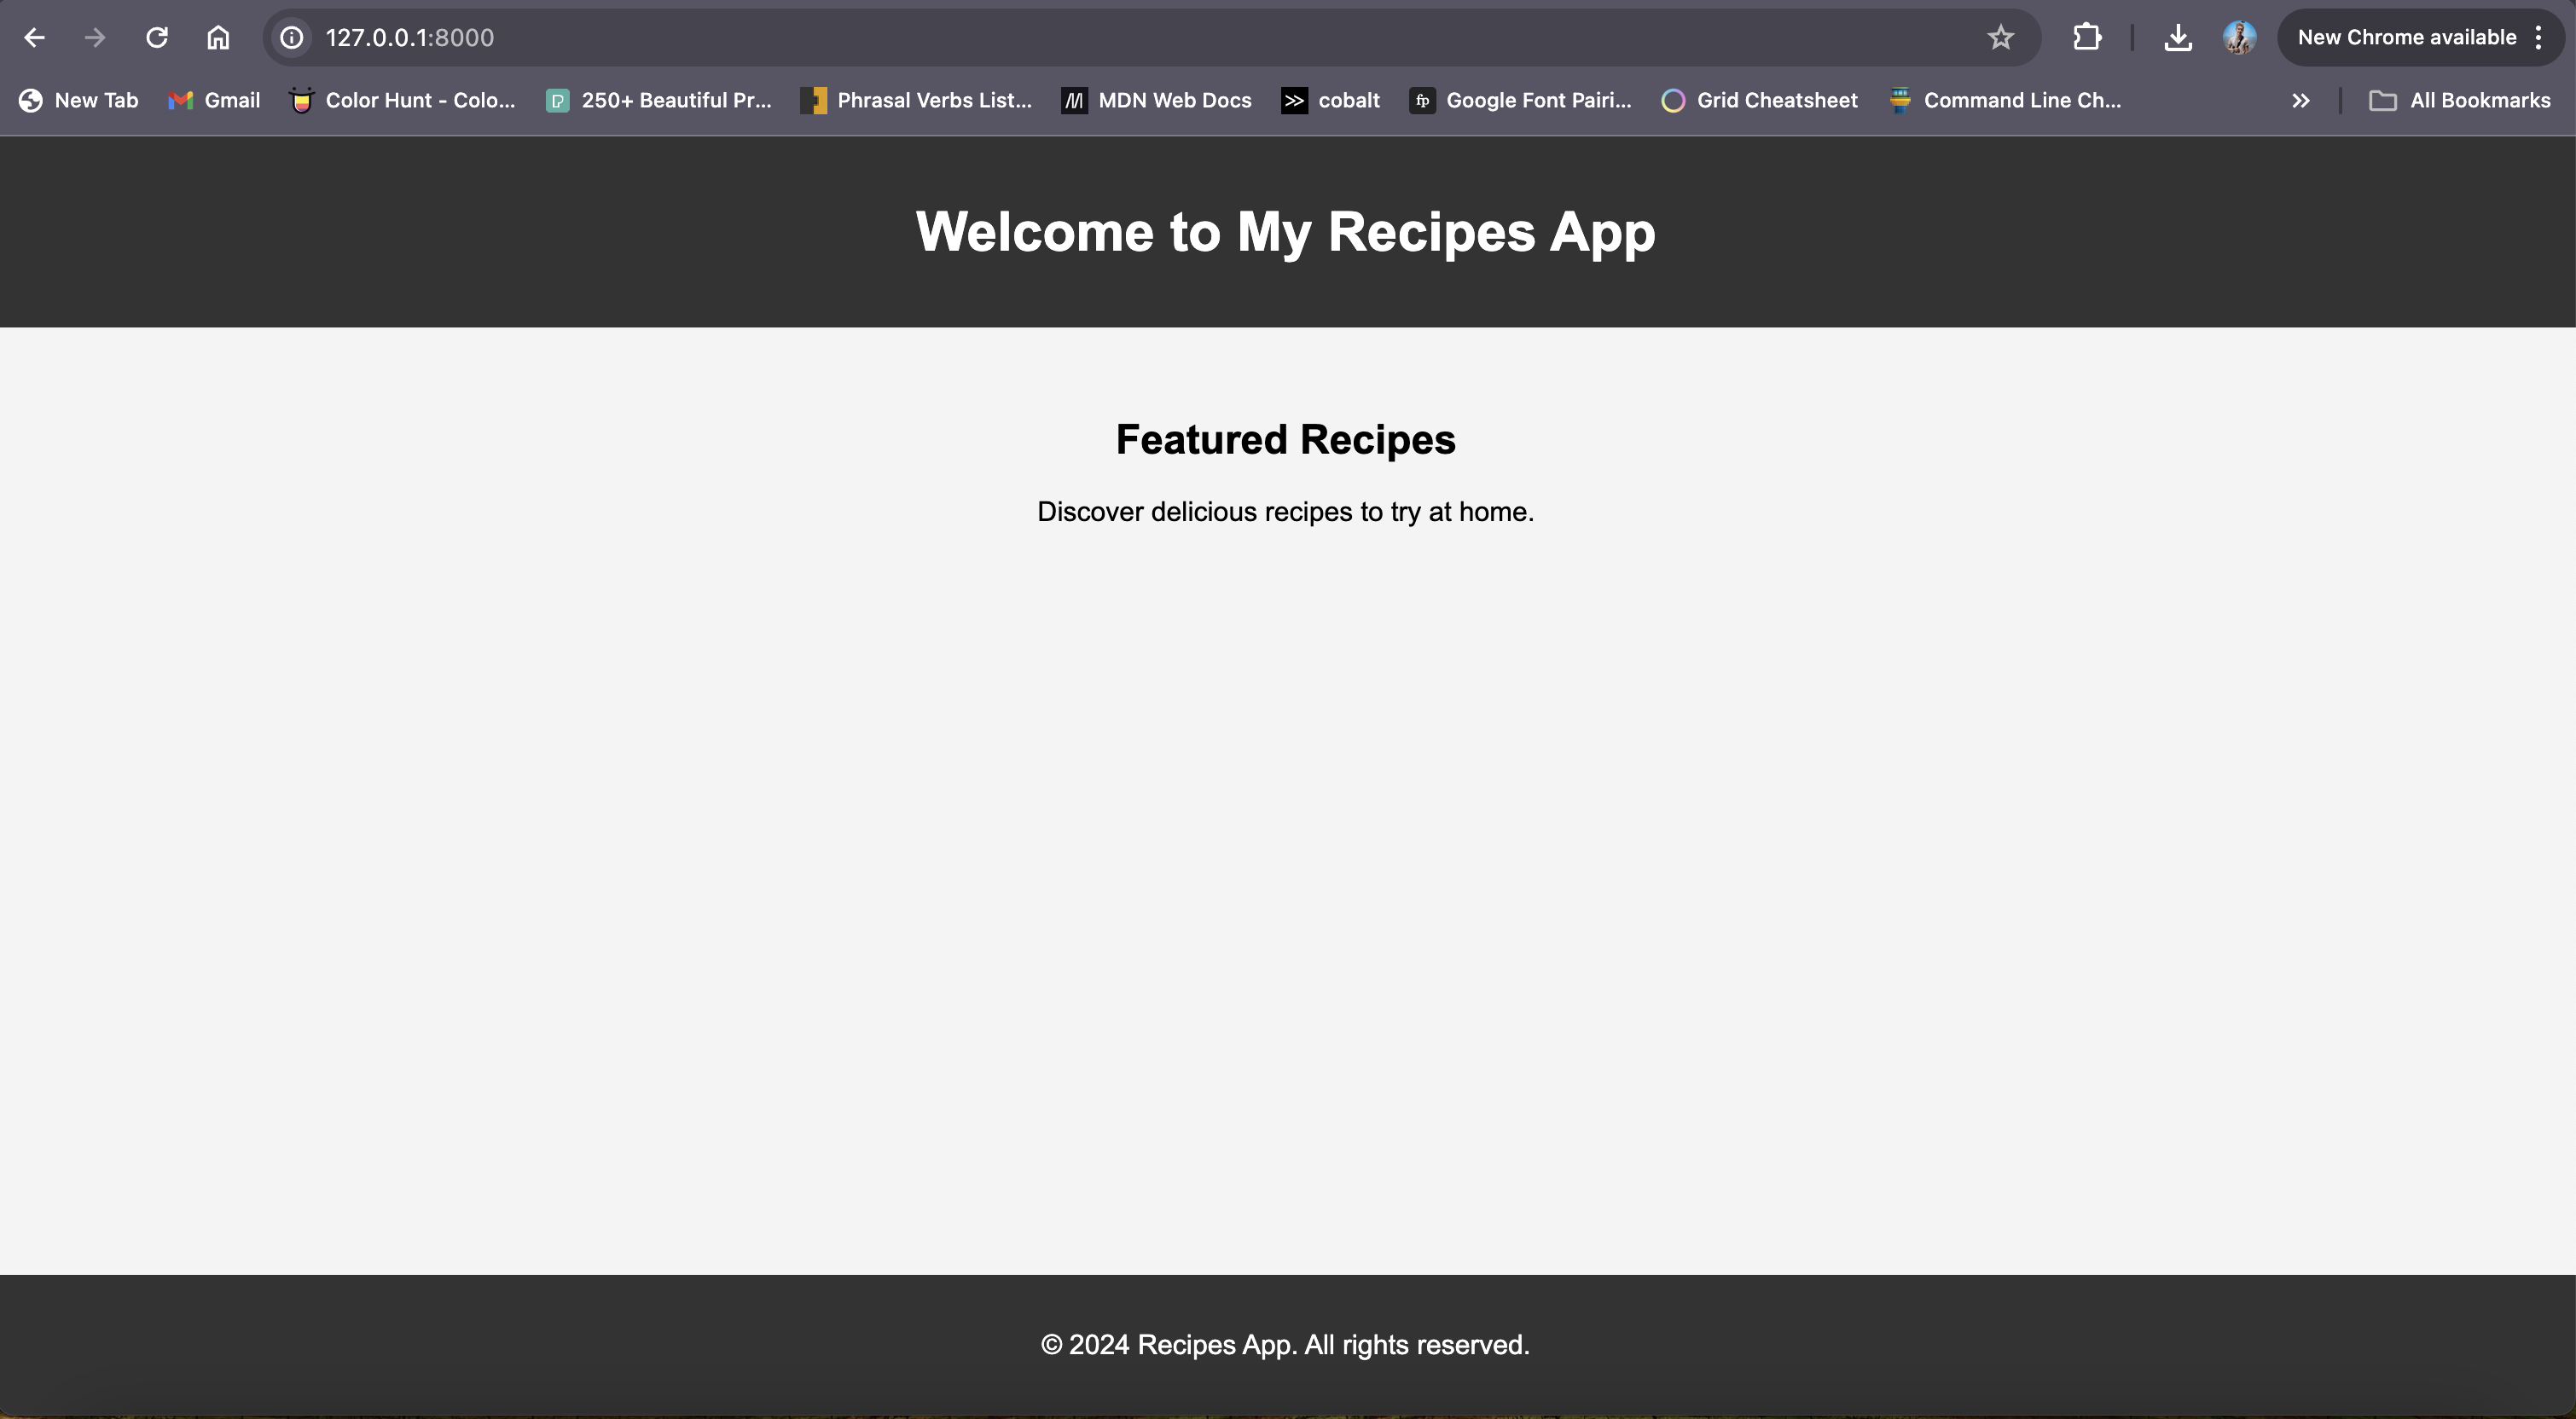 127.0.0.1:8000
New Chrome available
New Tab
Gmail
Color Hunt - Colo...
250+ Beautiful Pr...
Phrasal Verbs List...
MDN Web Docs
cobalt
fp
Google Font Pairi...
Grid Cheatsheet
Command Line Ch...
All Bookmarks
Welcome to My Recipes App
Featured Recipes
Discover delicious recipes to try at home.
© 2024 Recipes App. All rights reserved.